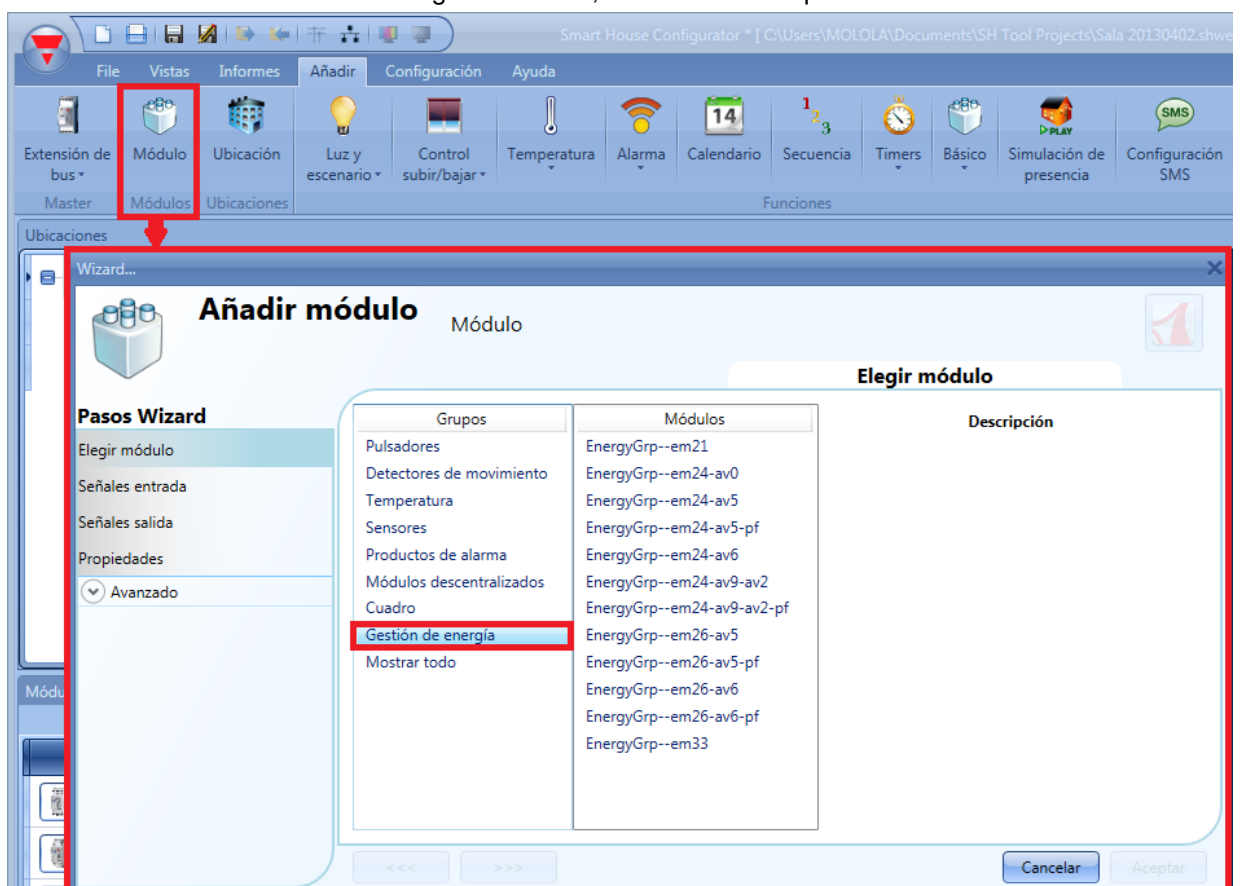 Smart House Configurator * [ C:\Users\MOLOLA\Documents\SH Tool Projects\Sala 20130402.shwe
File Vistas Informes Añadir Configuración Ayuda
14 1 2 3 SMS
PLAY
Extensión de bus Módulo Ubicación Luz y escenario Control subir/bajar Temperatura Alarma Calendario Secuencia Timers Básico Simulación de presencia Configuración SMS
Master Módulos Ubicaciones Funciones
Ubicaciones
Wizard...
Añadir módulo Módulo
Elegir módulo
Pasos Wizard
Elegir módulo
Señales entrada
Señales salida
Propiedades
Avanzado
Grupos
Pulsadores
Detectores de movimiento
Temperatura
Sensores
Productos de alarma
Módulos descentralizados
Cuadro
Gestión de energía
Mostrar todo
Módulos
EnergyGrp--em21
EnergyGrp--em24-av0
EnergyGrp--em24-av5
EnergyGrp--em24-av5-pf
EnergyGrp--em24-av6
EnergyGrp--em24-av9-av2
EnergyGrp--em24-av9-av2-pf
EnergyGrp--em26-av5
EnergyGrp--em26-av5-pf
EnergyGrp--em26-av6
EnergyGrp--em26-av6-pf
EnergyGrp--em33
Descripción
Módu
<<< >>> Cancelar Aceptar